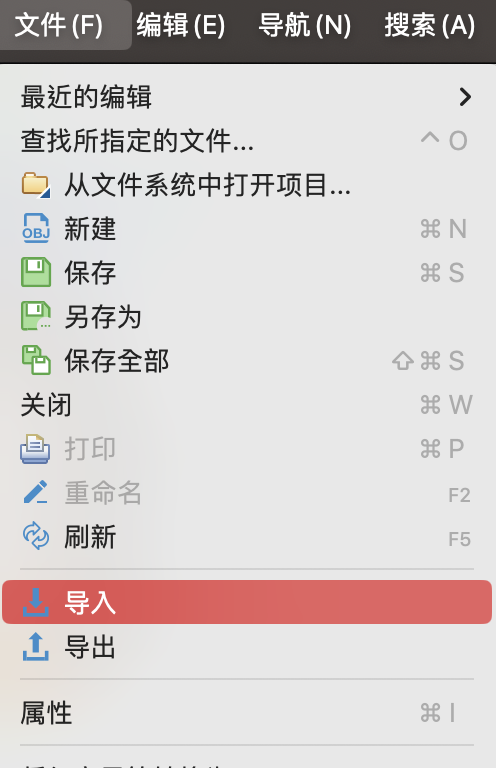 文件(F) 编辑(E) 导航(N) 搜索(A)
最近的编辑
查找所指定的文件... ⌃ O
从文件系统中打开项目...
OBJ 新建 ⌘ N
保存 ⌘ S
另存为
保存全部 ⇧ ⌘ S
关闭 ⌘ W
打印 ⌘ P
重命名 F2
刷新 F5
导入
导出
属性 ⌘ I